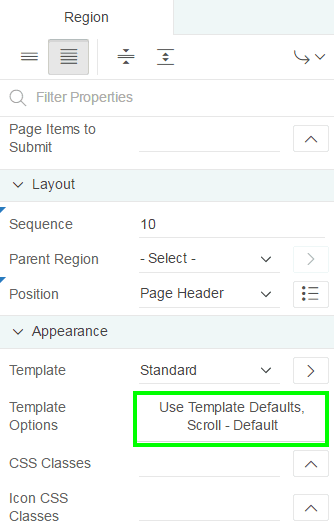 Region
Filter Properties
Page Items to
Submit
Layout
Sequence 10
Parent Region - Select -
Position Page Header
Appearance
Template Standard
Template Use Template Defaults,
Options Scroll - Default
CSS Classes
Icon CSS
Classes